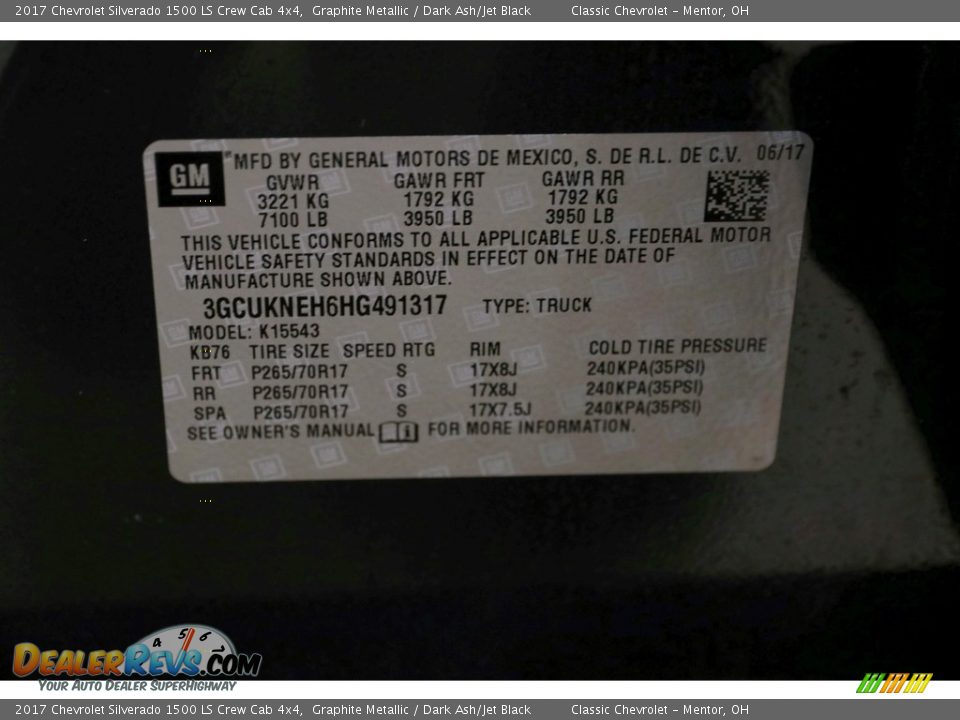 2017 Chevrolet Silverado 1500 LS Crew Cab 4x4, Graphite Metallic / Dark Ash/Jet Black Classic Chevrolet - Mentor, OH
GM MFD BY GENERAL MOTORS DE MEXICO, S. DE R.L. DE C.V. 06/17
GVWR GAWR FRT GAWR RR
3221 KG 1792 KG 1792 KG
7100 LB 3950 LB 3950 LB
THIS VEHICLE CONFORMS TO ALL APPLICABLE U.S. FEDERAL MOTOR
VEHICLE SAFETY STANDARDS IN EFFECT ON THE DATE OF
MANUFACTURE SHOWN ABOVE.
3GCUKNEH6HG491317 TYPE: TRUCK
MODEL: K15543
KB76 TIRE SIZE SPEED RTG RIM COLD TIRE PRESSURE
FRT P265/70R17 S 17X8J 240KPA(35PSI)
RR P265/70R17 S 17X8J 240KPA(35PSI)
SPA P265/70R17 S 17X7.5J 240KPA(35PSI)
SEE OWNER'S MANUAL FOR MORE INFORMATION.
4 5 6
DealerRevs.com
Your Auto Dealer SuperHighway
2017 Chevrolet Silverado 1500 LS Crew Cab 4x4, Graphite Metallic / Dark Ash/Jet Black Classic Chevrolet - Mentor, OH